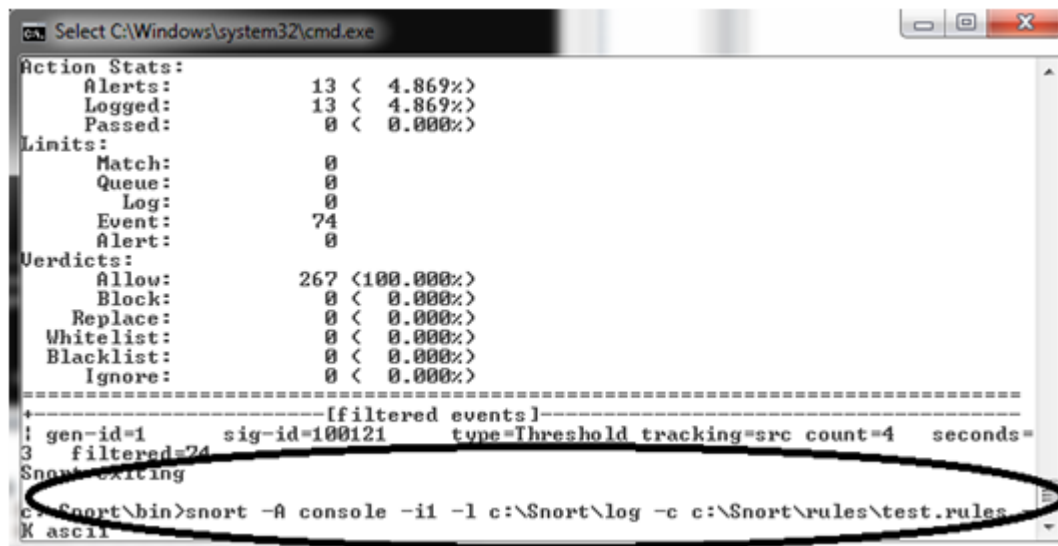 Select C:\Windows\system32\cmd.exe
Action Stats:
Alerts: 13 ( 4.869%)
Logged: 13 ( 4.869%)
Passed: 0 ( 0.000%)
Limits:
Match: 0
Queue: 0
Log: 0
Event: 74
Alert: 0
Verdicts:
Allow: 267 (100.000%)
Block: 0 ( 0.000%)
Replace: 0 ( 0.000%)
Whitelist: 0 ( 0.000%)
Blacklist: 0 ( 0.000%)
Ignore: 0 ( 0.000%)
===============================================================================
+-----------------------[filtered events]--------------------------------------
| gen-id=1 sig-id=100121 type=Threshold tracking=src count=4 seconds=
3 filtered=74
Snort exiting
c:\Snort\bin>snort -A console -i1 -l c:\Snort\log -c c:\Snort\rules\test.rules -
K ascii